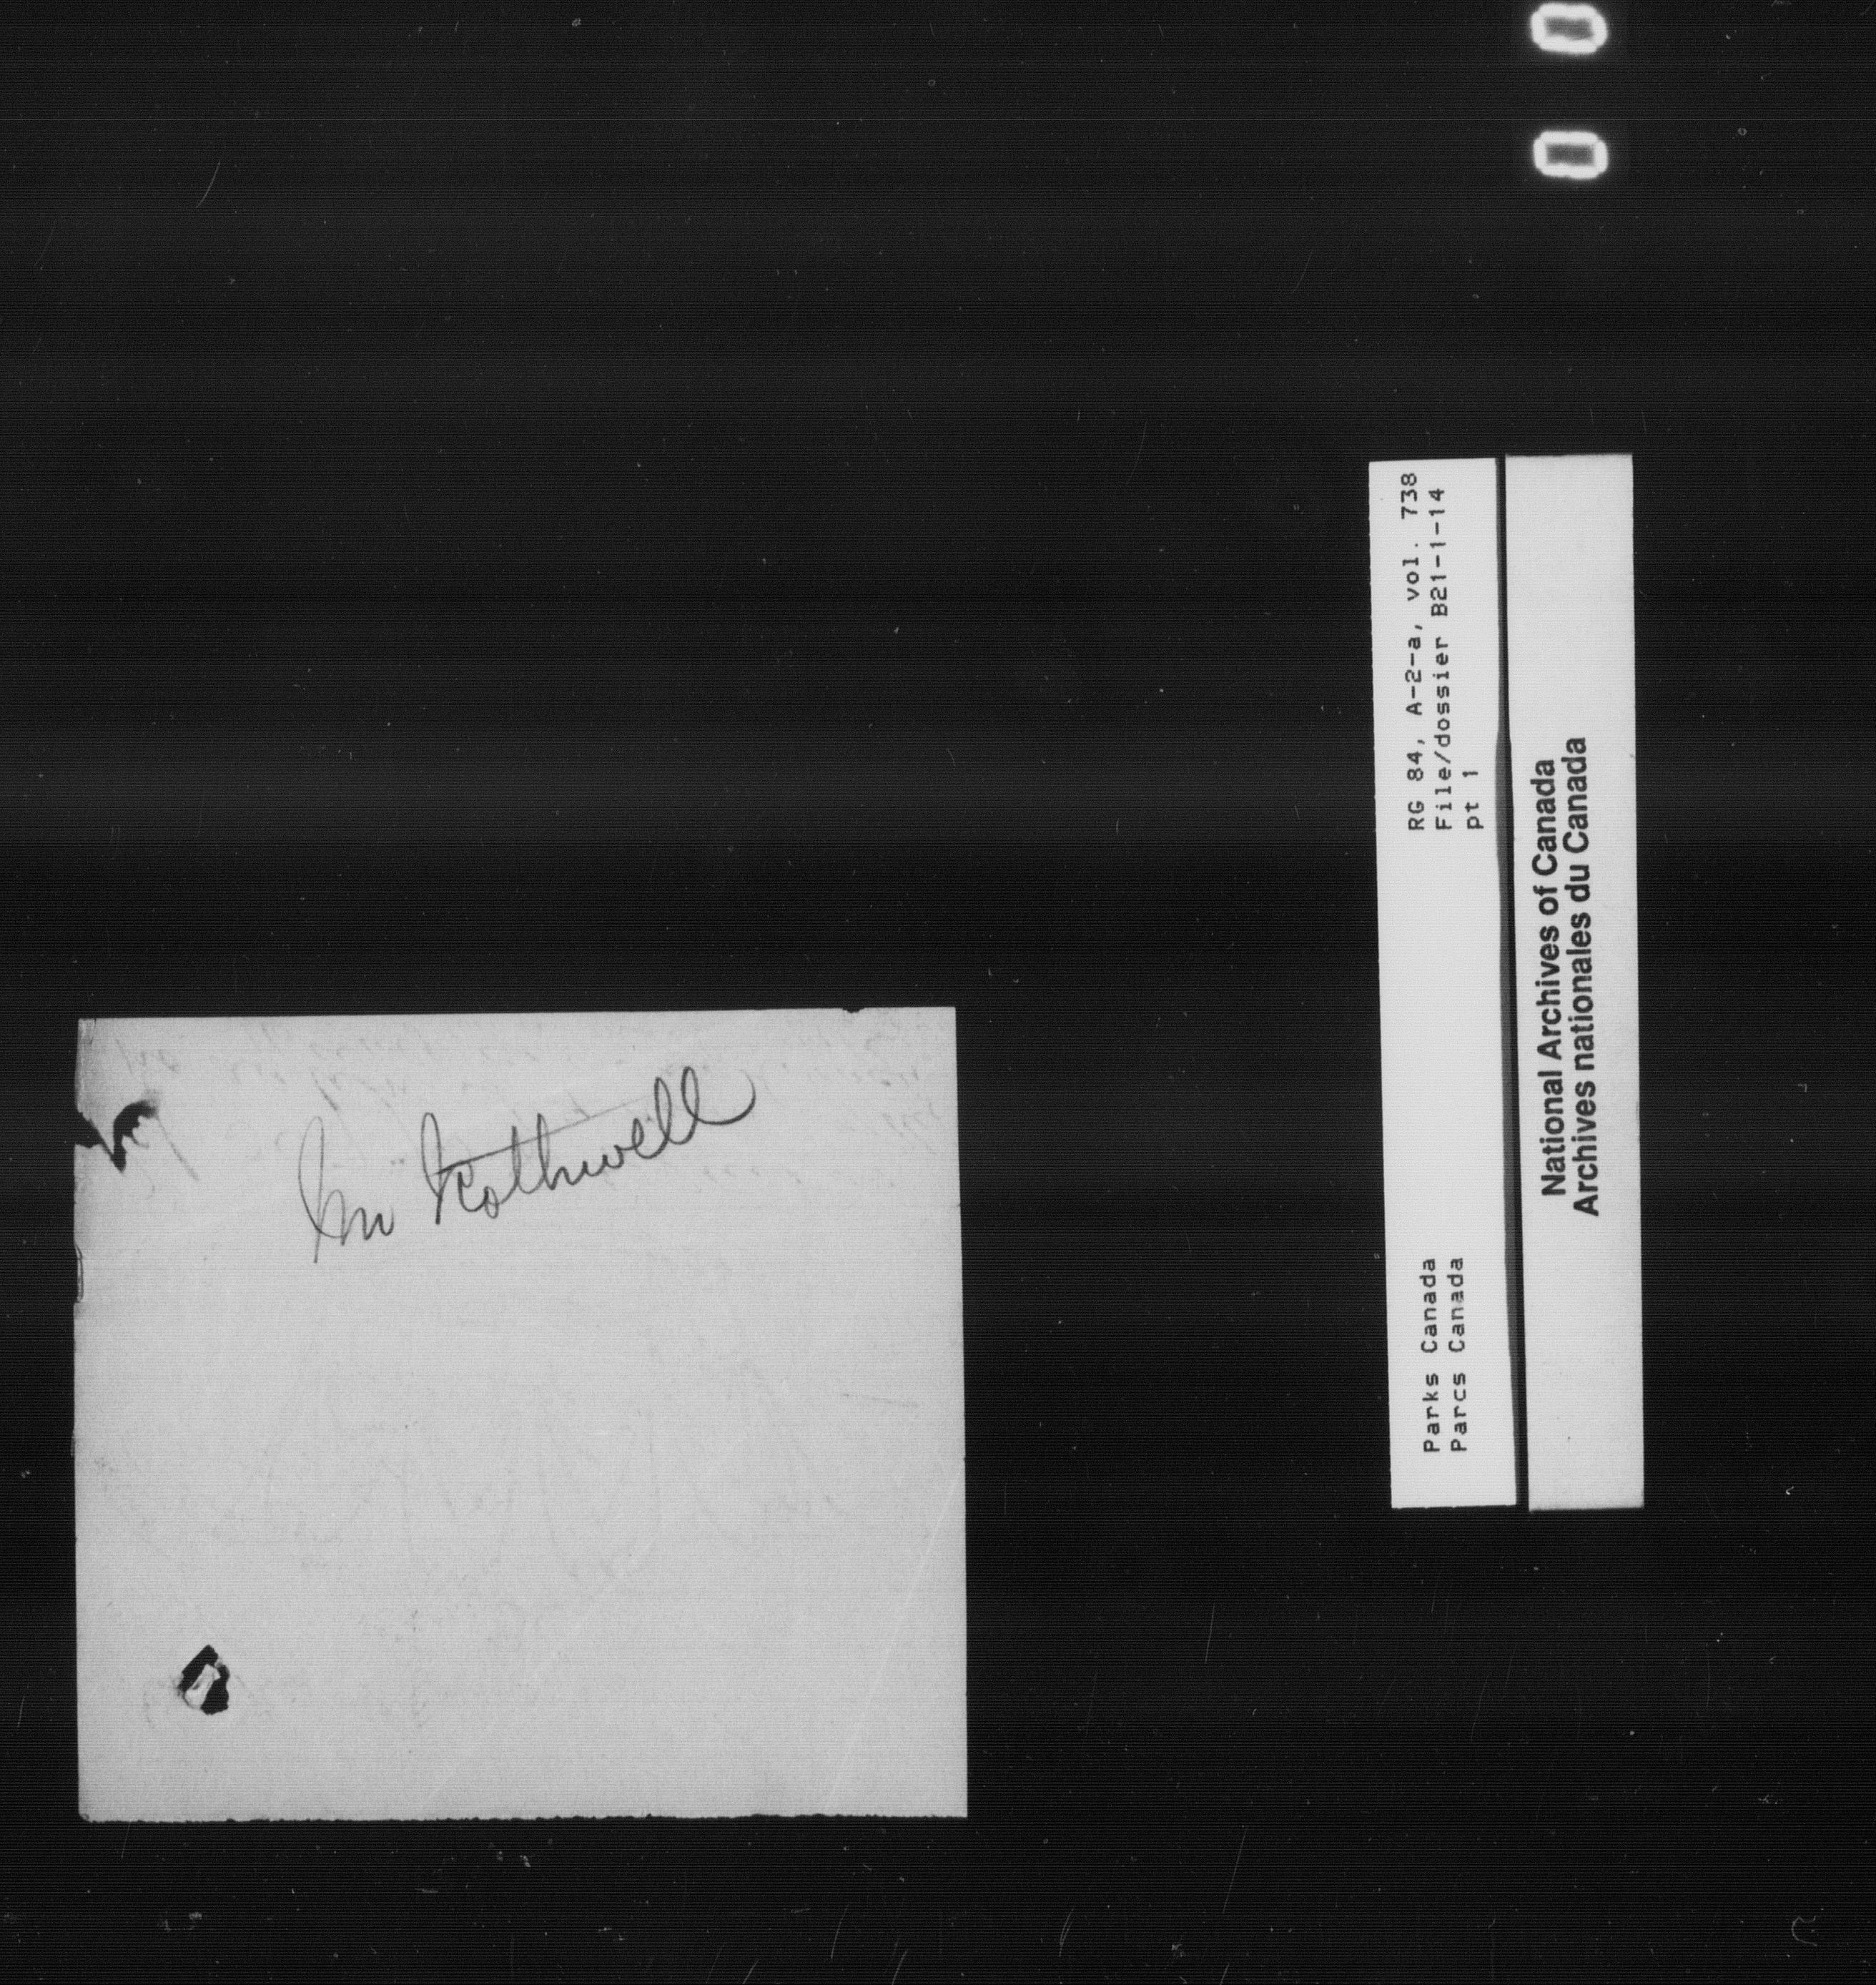 Mr Rothwell
RG 84, A-2-a, vol. 738
File/dossier B21-1-14
pt 1
Parks Canada
Parcs Canada
National Archives of Canada
Archives nationales du Canada